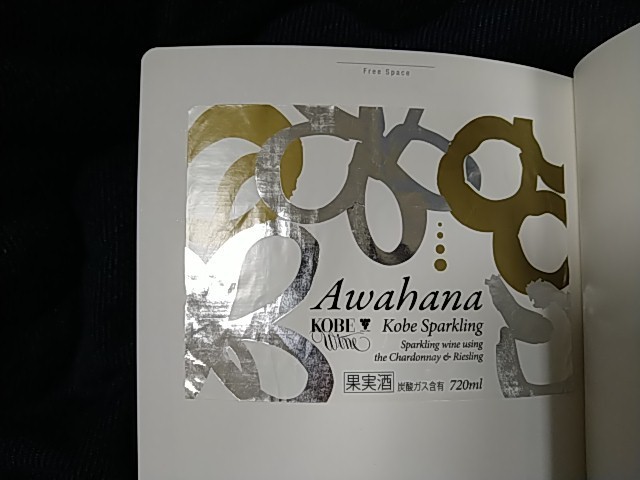 Free Space
Awahana
KOBE Wine
Kobe Sparkling
Sparkling wine using
the Chardonnay & Riesling
果実酒 炭酸ガス含有 720ml